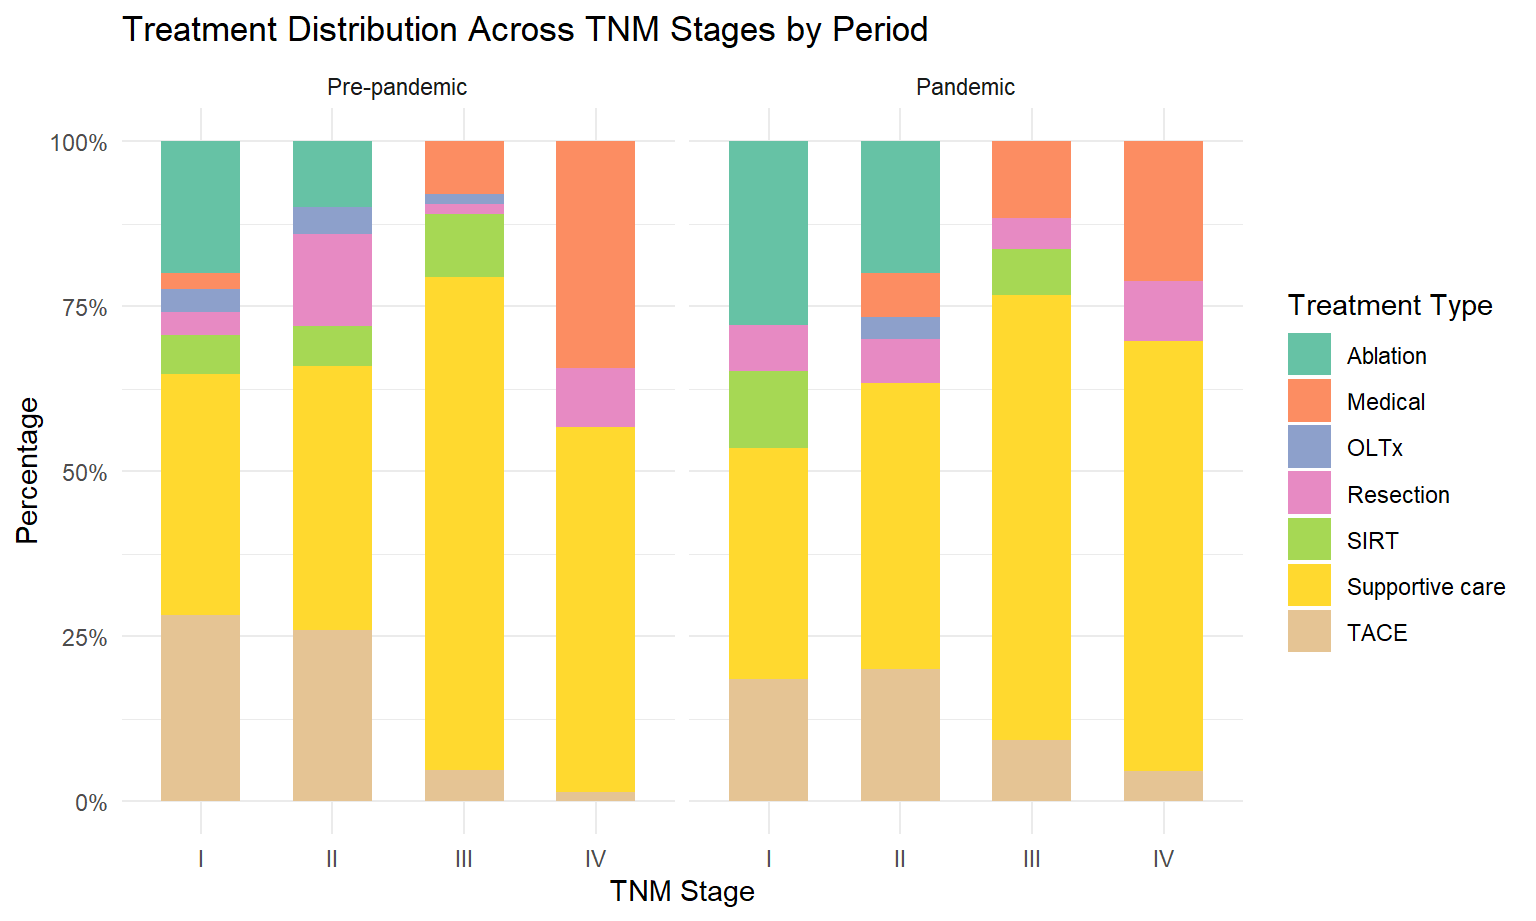 Treatment Distribution Across TNM Stages by Period
Pre-pandemic
Pandemic
100%
75%
50%
25%
0%
Percentage
I
II
III
IV
I
II
III
IV
TNM Stage
Treatment Type
Ablation
Medical
OLTx
Resection
SIRT
Supportive care
TACE